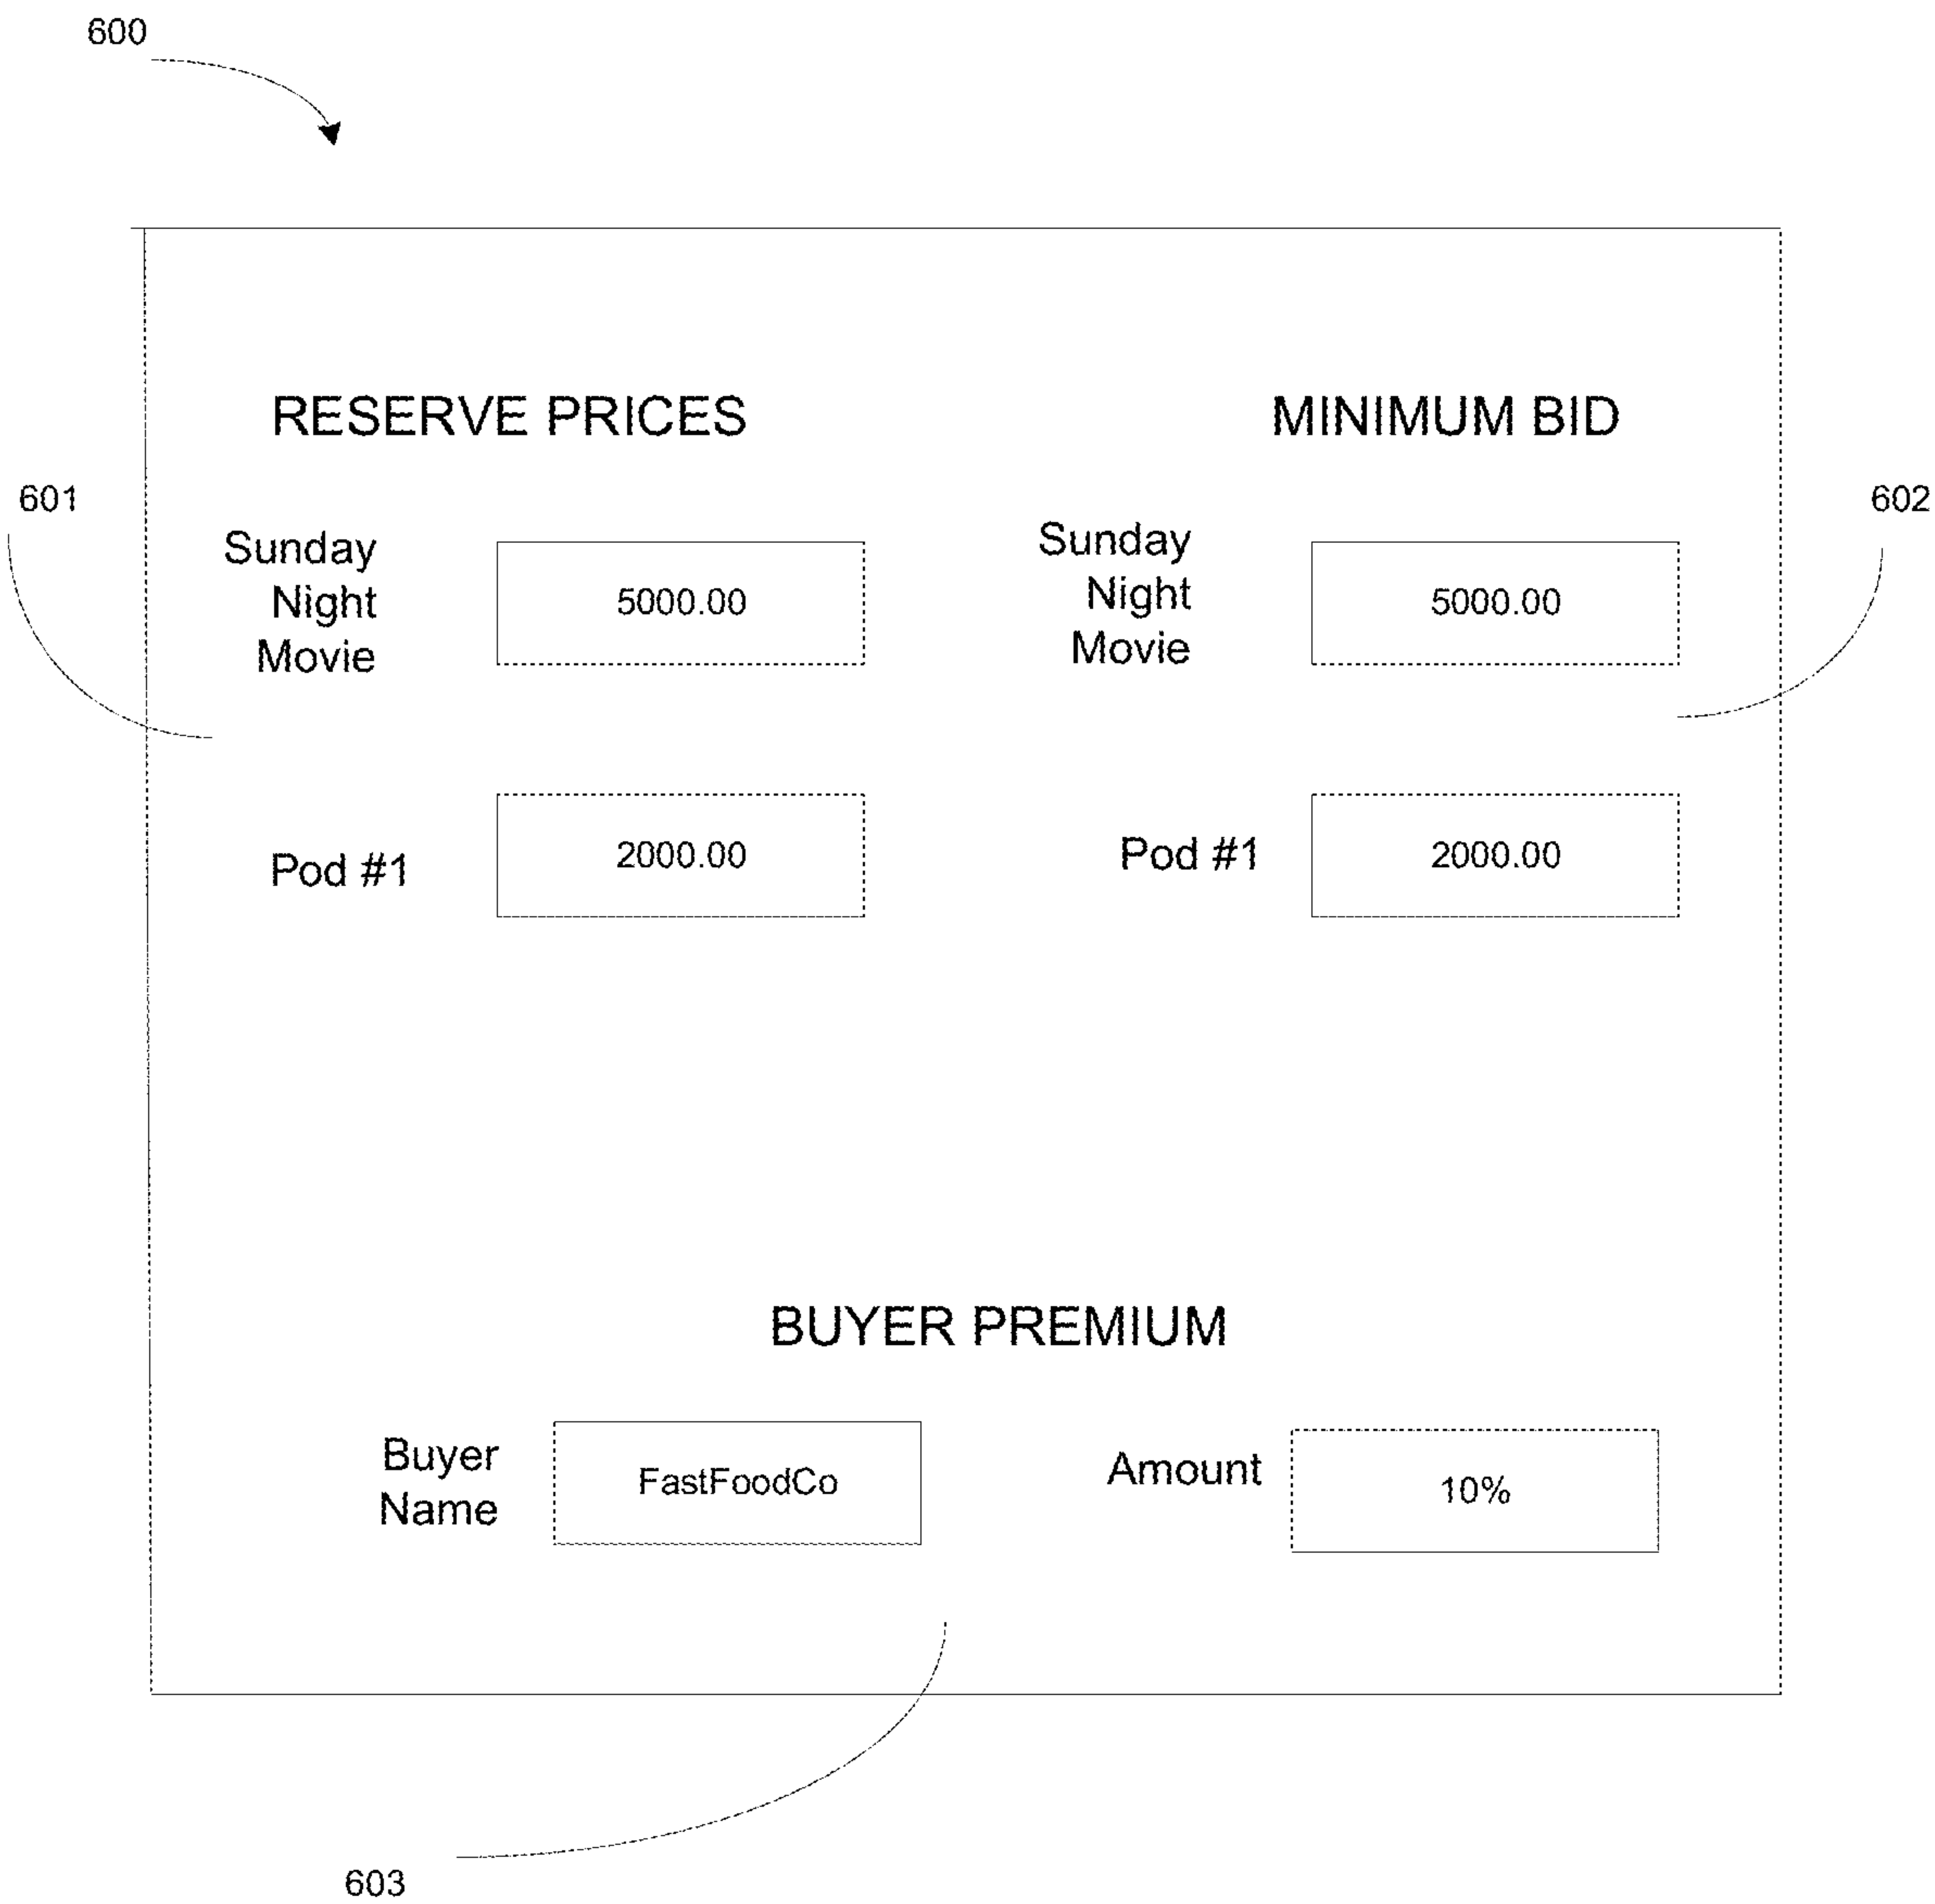 600
RESERVE PRICES
MINIMUM BID
601
602
Sunday
Night
Movie
5000.00
Sunday
Night
Movie
5000.00
Pod #1
2000.00
Pod #1
2000.00
BUYER PREMIUM
Buyer
Name
FastFoodCo
Amount
10%
603